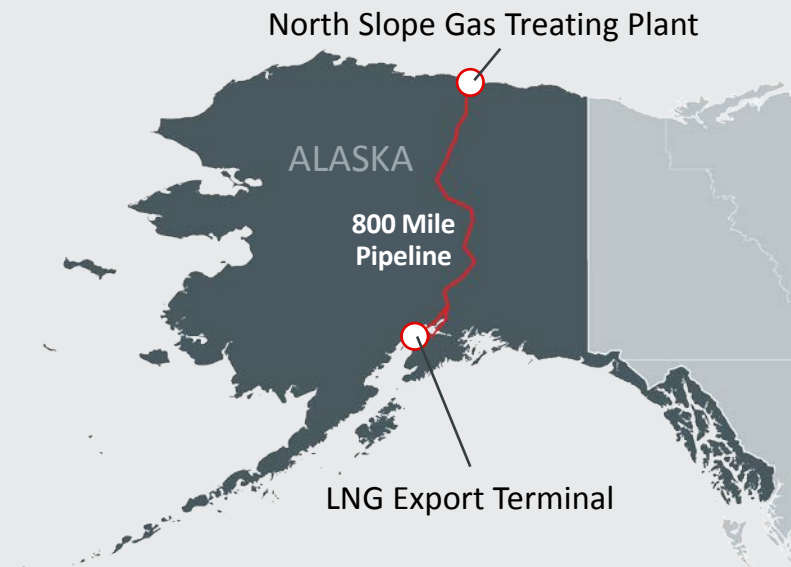 North Slope Gas Treating Plant
ALASKA
800 Mile
Pipeline
LNG Export Terminal